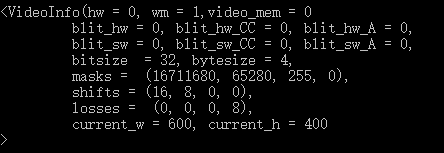 <VideoInfo(hw = 0, wm = 1,video_mem = 0
blit_hw = 0, blit_hw_CC = 0, blit_hw_A = 0,
blit_sw = 0, blit_sw_CC = 0, blit_sw_A = 0,
bitsize  = 32, bytesize = 4,
masks =  (16711680, 65280, 255, 0),
shifts = (16, 8, 0, 0),
losses =  (0, 0, 0, 8),
current_w = 600, current_h = 400
>